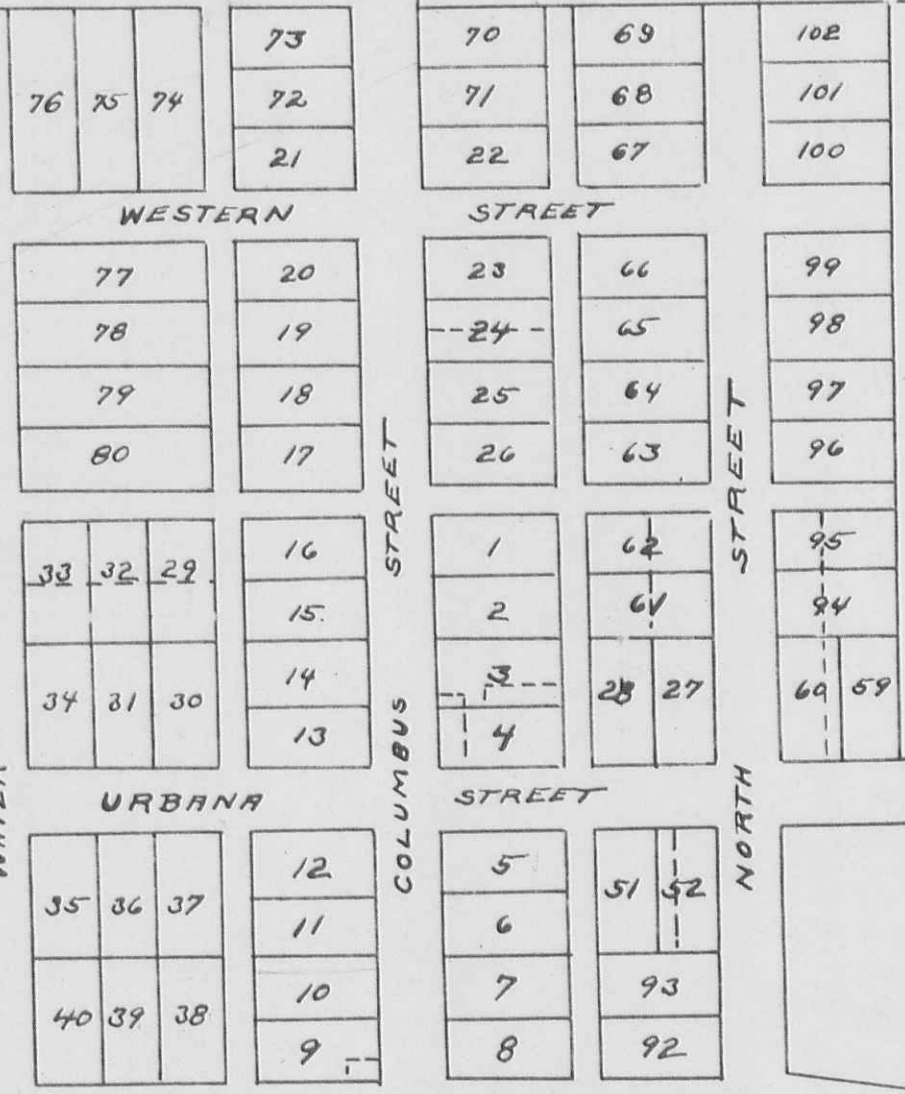 73 70 69 102
76 75 74 72 71 68 101
21 22 67 100
WESTERN STREET
77 20 23 66 99
78 19 24 65 98
79 18 25 64 97
80 17 26 63 96
STREET
STREET
33 32 29 16 1 62 95
15. 2 61 94
34 31 30 14 3 28 27 60 59
13 4
COLUMBUS
NORTH
URBANA STREET
35 36 37 12 5 51 52
11 6
40 39 38 10 7 93
9 8 92